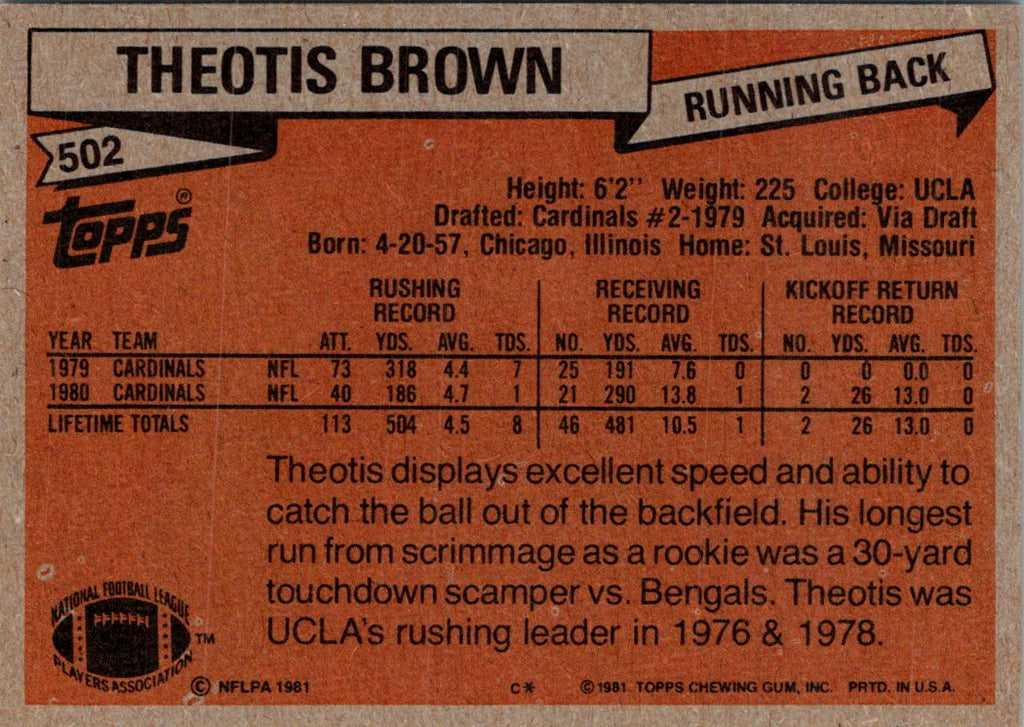 THEOTIS BROWN
RUNNING BACK
502
TOPPS®
Height: 6'2" Weight: 225 College: UCLA
Drafted: Cardinals #2-1979 Acquired: Via Draft
Born: 4-20-57, Chicago, Illinois Home: St. Louis, Missouri
RUSHING RECORD RECEIVING RECORD KICKOFF RETURN RECORD
YEAR TEAM ATT. YDS. AVG. TDS. NO. YDS. AVG. TDS. NO. YDS. AVG. TDS.
1979 CARDINALS NFL 73 318 4.4 7 25 191 7.6 0 0 0 0.0 0
1980 CARDINALS NFL 40 186 4.7 1 21 290 13.8 1 2 26 13.0 0
LIFETIME TOTALS 113 504 4.5 8 46 481 10.5 1 2 26 13.0 0
Theotis displays excellent speed and ability to
catch the ball out of the backfield. His longest
run from scrimmage as a rookie was a 30-yard
touchdown scamper vs. Bengals. Theotis was
UCLA's rushing leader in 1976 & 1978.
NATIONAL FOOTBALL LEAGUE
PLAYERS ASSOCIATION
TM
© NFLPA 1981 C* ©1981 TOPPS CHEWING GUM, INC. PRTD. IN U.S.A.